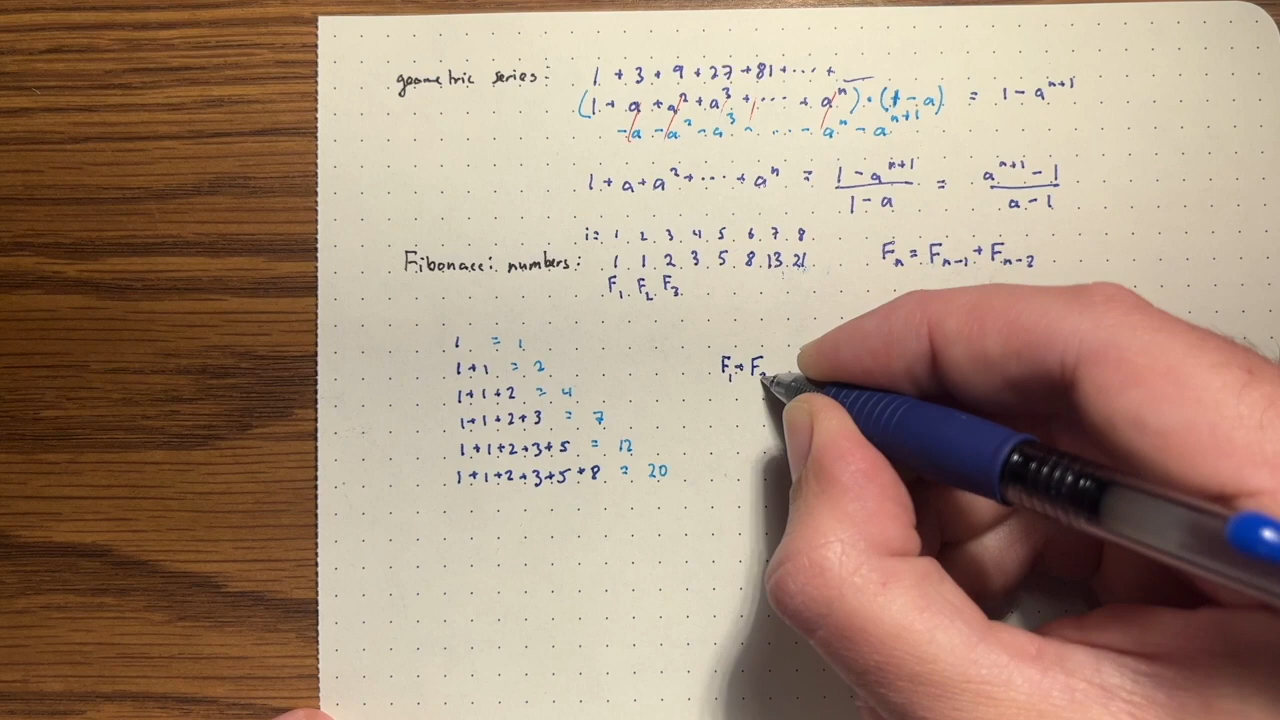 geometric series: 1 + 3 + 9 + 27 + 81 + ... + __
(1 + a + a² + a³ + ... + aⁿ) · (1 - a) = 1 - aⁿ⁺¹
- a - a² - a³ - ... - aⁿ - aⁿ⁺¹
1 + a + a² + ... + aⁿ = (1 - aⁿ⁺¹)/(1 - a) = (aⁿ⁺¹ - 1)/(a - 1)
i = 1 2 3 4 5 6 7 8
Fibonacci numbers: 1 1 2 3 5 8 13 21 Fₙ = Fₙ₋₁ + Fₙ₋₂
F₁ F₂ F₃
1 = 1
1 + 1 = 2 F₁ + F
1 + 1 + 2 = 4
1 + 1 + 2 + 3 = 7
1 + 1 + 2 + 3 + 5 = 12
1 + 1 + 2 + 3 + 5 + 8 = 20